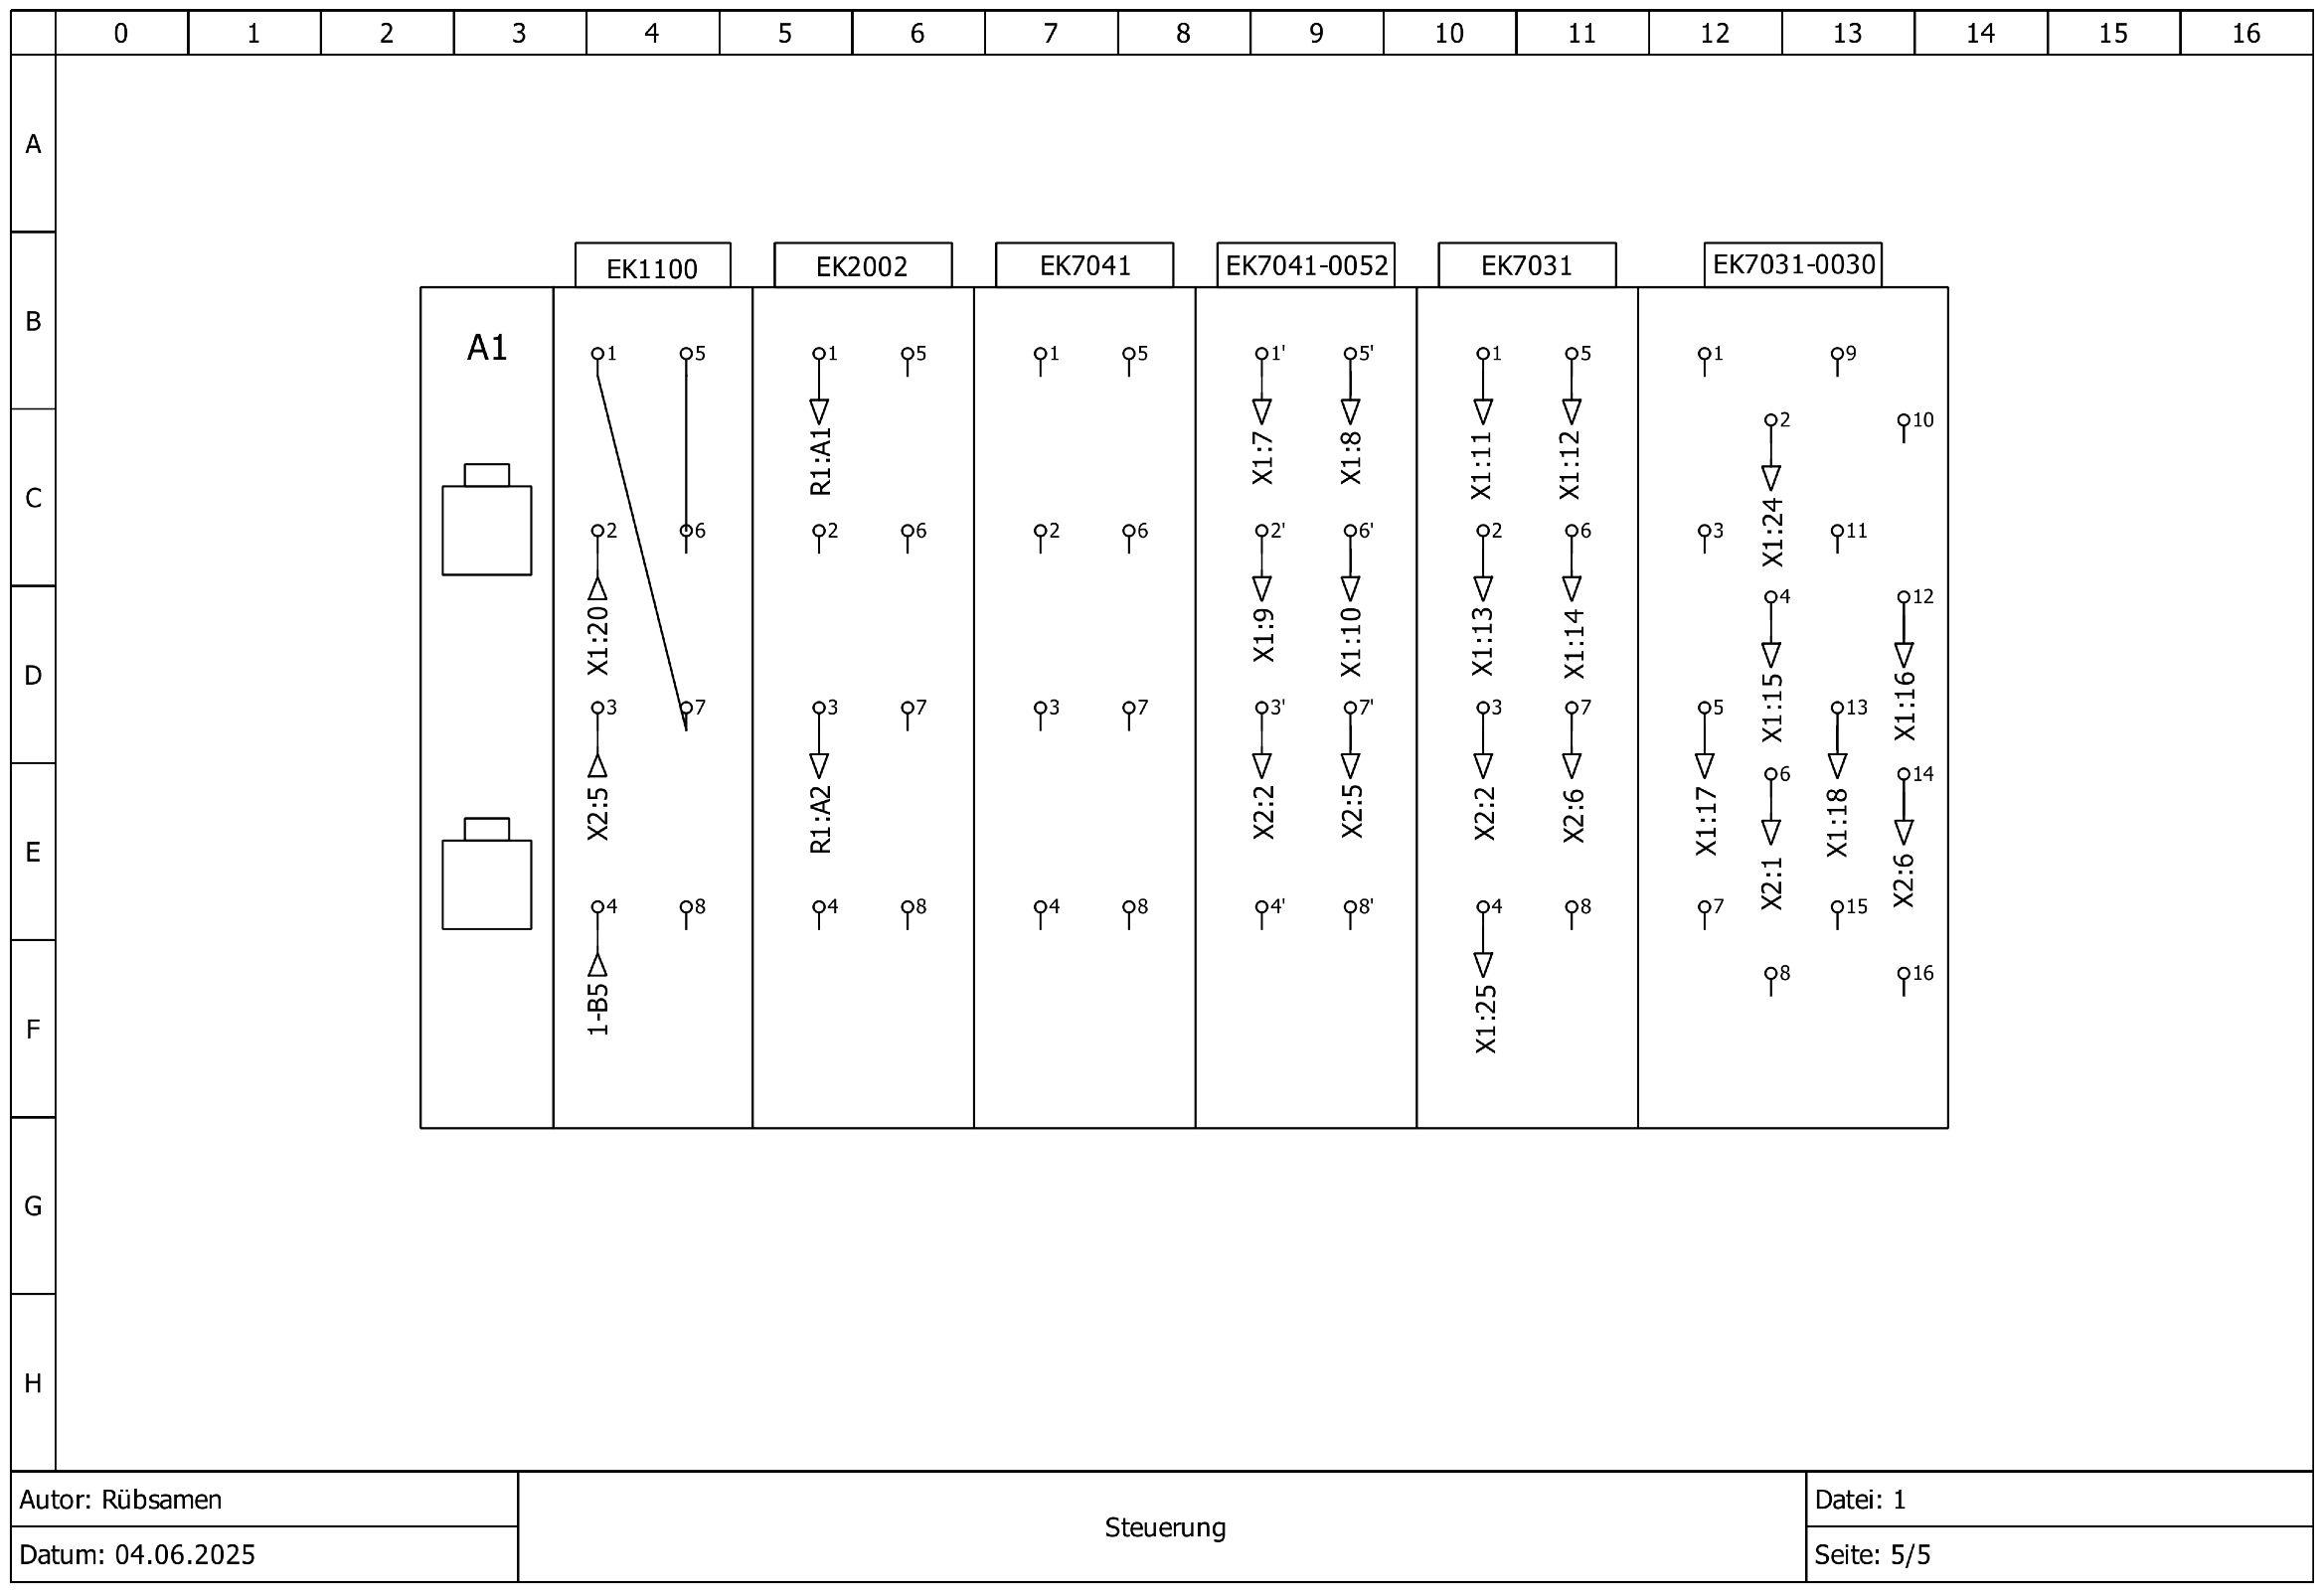 0 1 2 3 4 5 6 7 8 9 10 11 12 13 14 15 16
A
B
C
D
E
F
G
H
EK1100 EK2002 EK7041 EK7041-0052 EK7031 EK7031-0030
A1
1 5 1 5 1 5 1' 5' 1 5 1 9
2 10
R1:A1 X1:7 X1:8 X1:11 X1:12
X1:24
2 6 2 6 2 6 2' 6' 2 6 3 11
4 12
X1:20 X1:9 X1:10 X1:13 X1:14
X1:15 X1:16
3 7 3 7 3 7 3' 7' 3 7 5 13
6 14
X2:5 R1:A2 X2:2 X2:5 X2:2 X2:6 X1:17 X1:18
X2:1 X2:6
4 8 4 8 4 8 4' 8' 4 8 7 15
8 16
1-B5 X1:25
Autor: Rübsamen
Datum: 04.06.2025
Steuerung
Datei: 1
Seite: 5/5